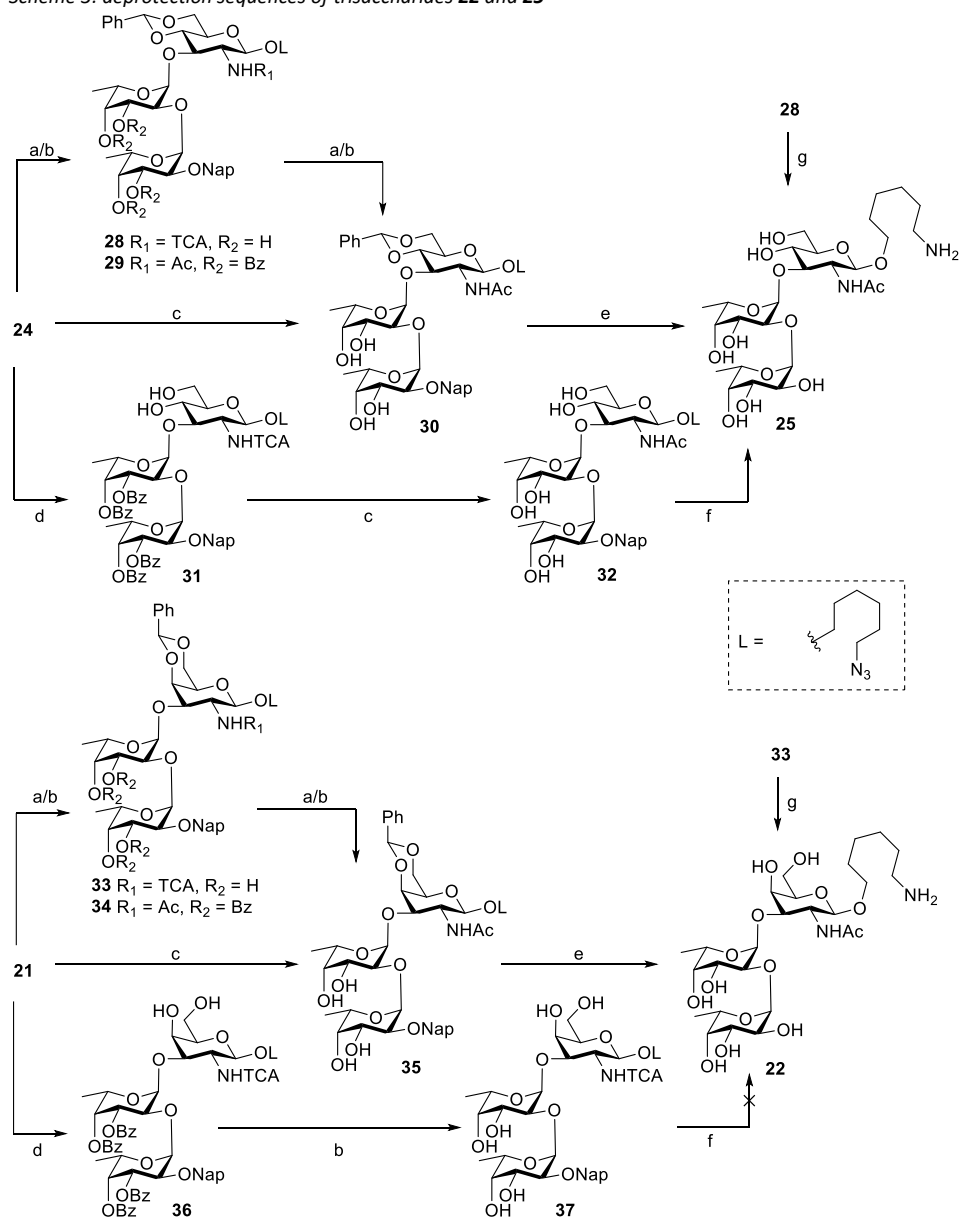 Scheme 3: deprotection sequences of trisaccharides 22 and 25
Ph
O
O
O
OL
O
NHR1
O
O
OR2
OR2
O
ONap
OR2
OR2
a/b
a/b
28 R1 = TCA, R2 = H
29 R1 = Ac, R2 = Bz
28
g
Ph
O
O
O
OL
O
NHAc
O
O
OH
OH
O
ONap
OH
OH
30
HO
HO
O
O
NH2
O
NHAc
O
O
OH
OH
O
OH
OH
OH
25
24
c
e
HO
HO
O
OL
O
NHTCA
O
O
OBz
OBz
O
ONap
OBz
OBz
31
d
c
HO
HO
O
OL
O
NHAc
O
O
OH
OH
O
ONap
OH
OH
32
f
L =
N3
Ph
O
O
O
OL
O
NHR1
O
O
OR2
OR2
O
ONap
OR2
OR2
a/b
a/b
33 R1 = TCA, R2 = H
34 R1 = Ac, R2 = Bz
33
g
Ph
O
O
O
OL
O
NHAc
O
O
OH
OH
O
ONap
OH
OH
35
HO
OH
O
O
NH2
O
NHAc
O
O
OH
OH
O
OH
OH
OH
22
21
c
e
HO
OH
O
OL
O
NHTCA
O
O
OBz
OBz
O
ONap
OBz
OBz
36
d
b
HO
OH
O
OL
O
NHTCA
O
O
OH
OH
O
ONap
OH
OH
37
f